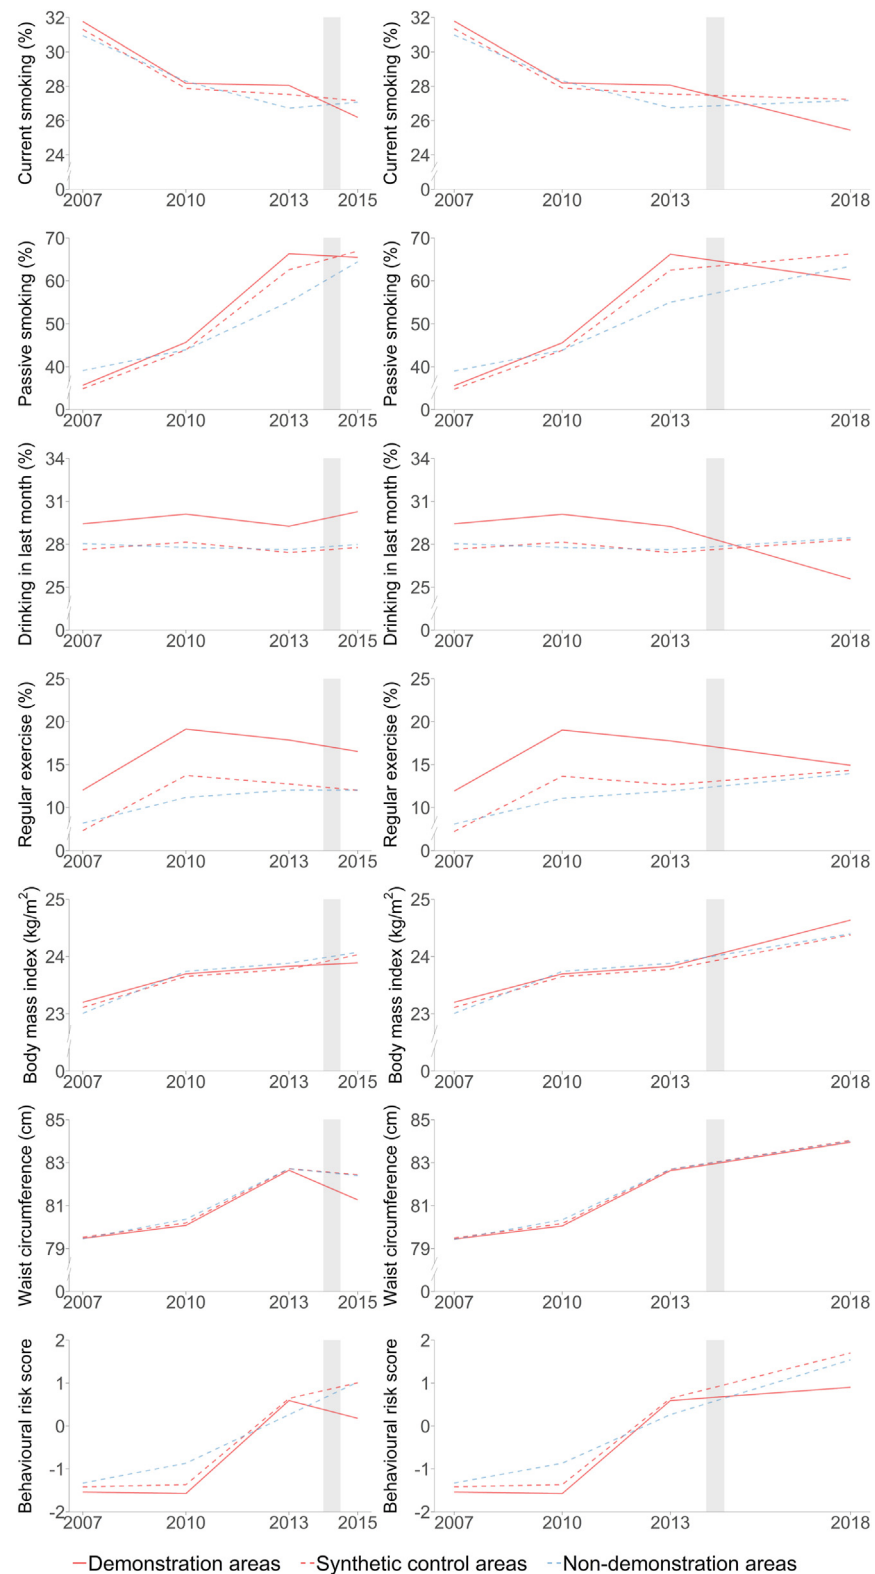 Current smoking (%)
32
30
28
26
24
0
2007 2010 2013 2015
Current smoking (%)
32
30
28
26
24
0
2007 2010 2013 2018
Passive smoking (%)
70
60
50
40
0
2007 2010 2013 2015
Passive smoking (%)
70
60
50
40
0
2007 2010 2013 2018
Drinking in last month (%)
34
31
28
25
0
2007 2010 2013 2015
Drinking in last month (%)
34
31
28
25
0
2007 2010 2013 2018
Regular exercise (%)
25
20
15
10
0
2007 2010 2013 2015
Regular exercise (%)
25
20
15
10
0
2007 2010 2013 2018
Body mass index (kg/m²)
25
24
23
0
2007 2010 2013 2015
Body mass index (kg/m²)
25
24
23
0
2007 2010 2013 2018
Waist circumference (cm)
85
83
81
79
0
2007 2010 2013 2015
Waist circumference (cm)
85
83
81
79
0
2007 2010 2013 2018
Behavioural risk score
2
1
0
-1
-2
2007 2010 2013 2015
Behavioural risk score
2
1
0
-1
-2
2007 2010 2013 2018
Demonstration areas Synthetic control areas Non-demonstration areas